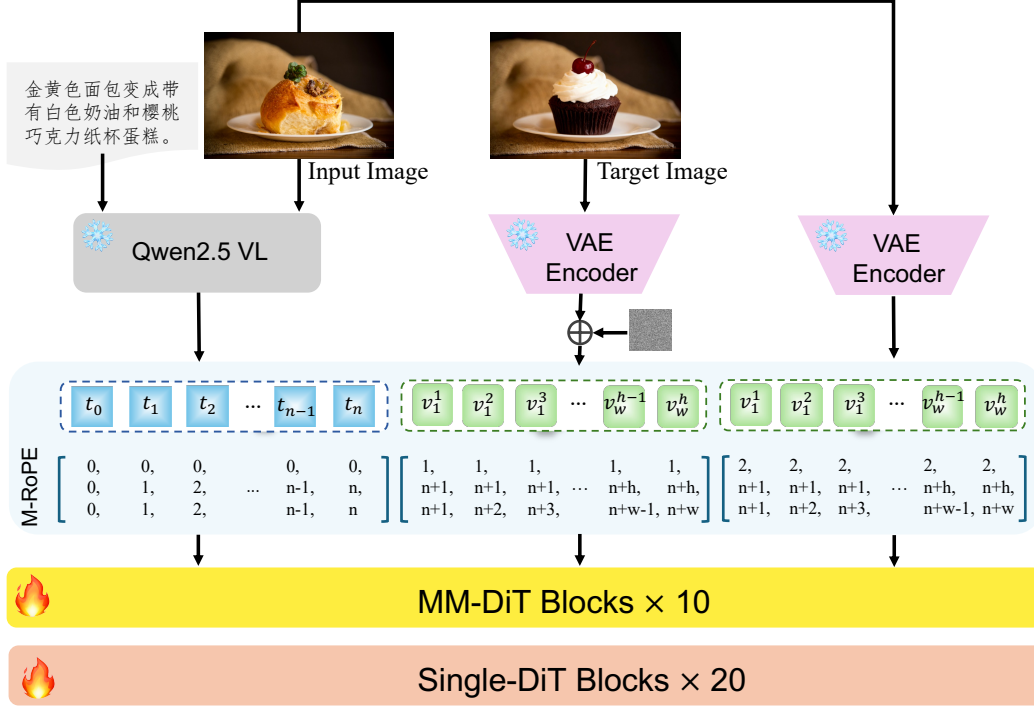 金黄色面包变成带
有白色奶油和樱桃
巧克力纸杯蛋糕。
Input Image
Target Image
Qwen2.5 VL
VAE
Encoder
VAE
Encoder
t₀ t₁ t₂ ... tₙ₋₁ tₙ
v₁¹ v₁² v₁³ ... v_w^{h-1} v_w^h
v₁¹ v₁² v₁³ ... v_w^{h-1} v_w^h
M-RoPE
0, 0, 0, 0, 0,
0, 1, 2, ... n-1, n,
0, 1, 2, n-1, n
1, 1, 1, 1, 1,
n+1, n+1, n+1, ... n+h, n+h,
n+1, n+2, n+3, n+w-1, n+w
2, 2, 2, 2, 2,
n+1, n+1, n+1, ... n+h, n+h,
n+1, n+2, n+3, n+w-1, n+w
MM-DiT Blocks × 10
Single-DiT Blocks × 20